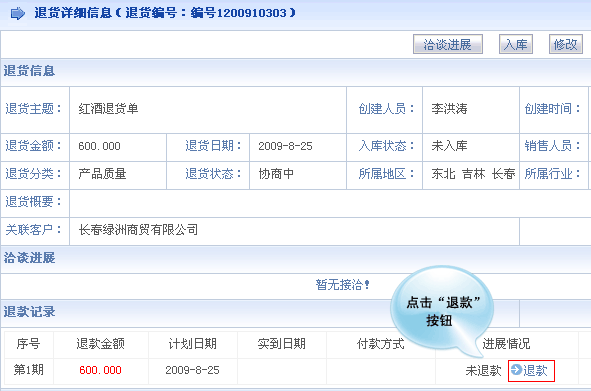 退货详细信息(退货编号：编号1200910303)
洽谈进展 入库 修改
退货信息
退货主题： 红酒退货单 创建人员： 李洪涛 创建时间：
退货金额： 600.000 退货日期： 2009-8-25 入库状态： 未入库 销售人员：
退货分类： 产品质量 退货状态： 协商中 所属地区： 东北 吉林 长春 所属行业：
退货概要：
关联客户： 长春绿洲商贸有限公司
洽谈进展
暂无接洽!
点击“退款”
按钮
退款记录
序号 退款金额 计划日期 实到日期 付款方式 进展情况
第1期 600.000 2009-8-25 未退款 退款